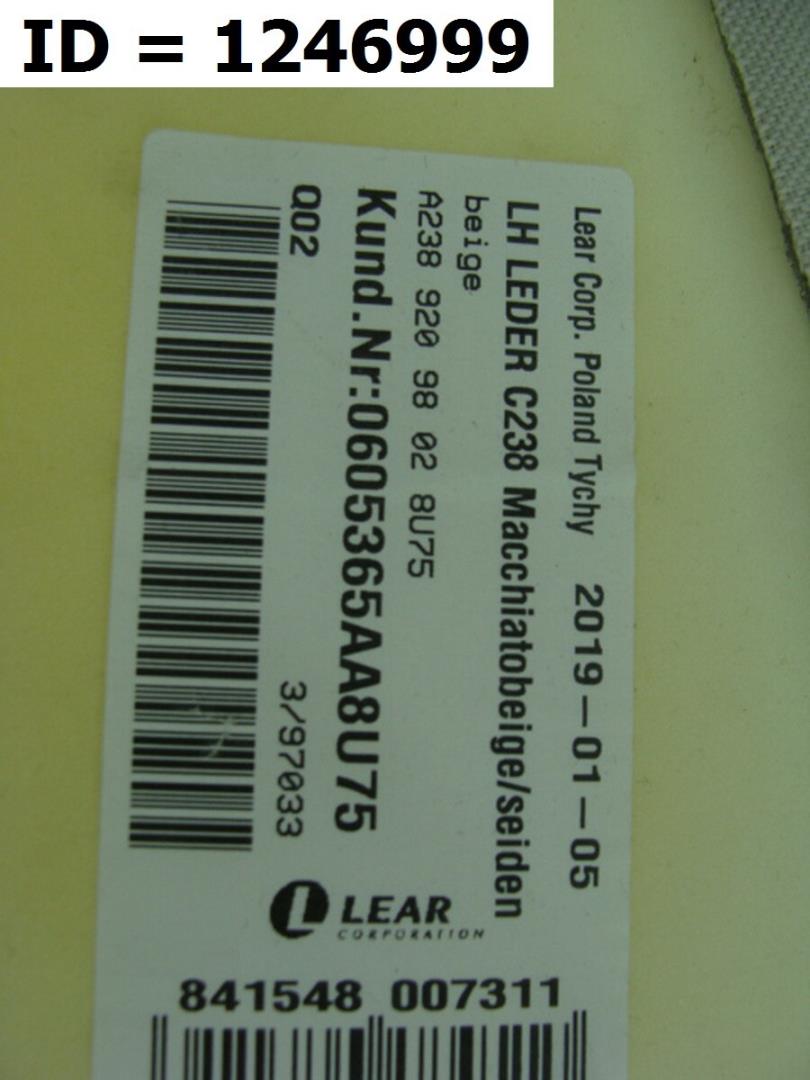 ID = 1246999
Lear Corp. Poland Tychy 2019-01-05
LH LEDER C238 Macchiatobeige/seiden
beige
A238 920 98 02 8U75
Kund.Nr:0605365AA8U75
Q02 3/97033
LEAR
CORPORATION
841548 007311